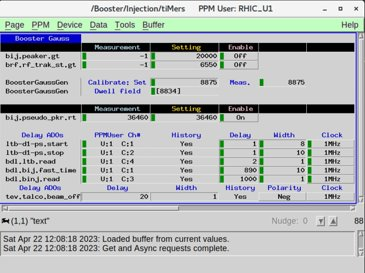 /Booster/Injection/tiMers PPM User: RHIC_U1
Page PPM Device Data Tools Buffer Help
Booster Gauss
Measurement Setting Enable
bij.peaker.gt -1 20000 Off
brf.rf_trak_st.gt -1 6550 Off
BoosterGaussGen Calibrate: Set 8875 Meas. 8875
BoosterGaussGen Dwell field [8834]
Measurement Setting Enable
bij.pseudo_pkr.rt 36460 36460 On
Delay ADOs PPMUser Ch# History Delay Width Clock
ltb-d1-ps.start U:1 C:1 Yes 1 8 1MHz
ltb-d1-ps.stop U:1 C:2 Yes 1 10 1MHz
bdl.ltb.read U:1 C:4 Yes 2 1 1MHz
bdl.bij.fast_time U:1 C:2 Yes 890 10 1MHz
bdl.binj.read U:1 C:3 Yes 1000 1 1MHz
Delay ADOs Delay Width History Polarity Clock
tev.talco.beam_off 20 1 Yes Neg 1MHz
(1,1) "text" Nudge: 0 88
Sat Apr 22 12:08:18 2023: Loaded buffer from current values.
Sat Apr 22 12:08:18 2023: Get and Async requests complete.